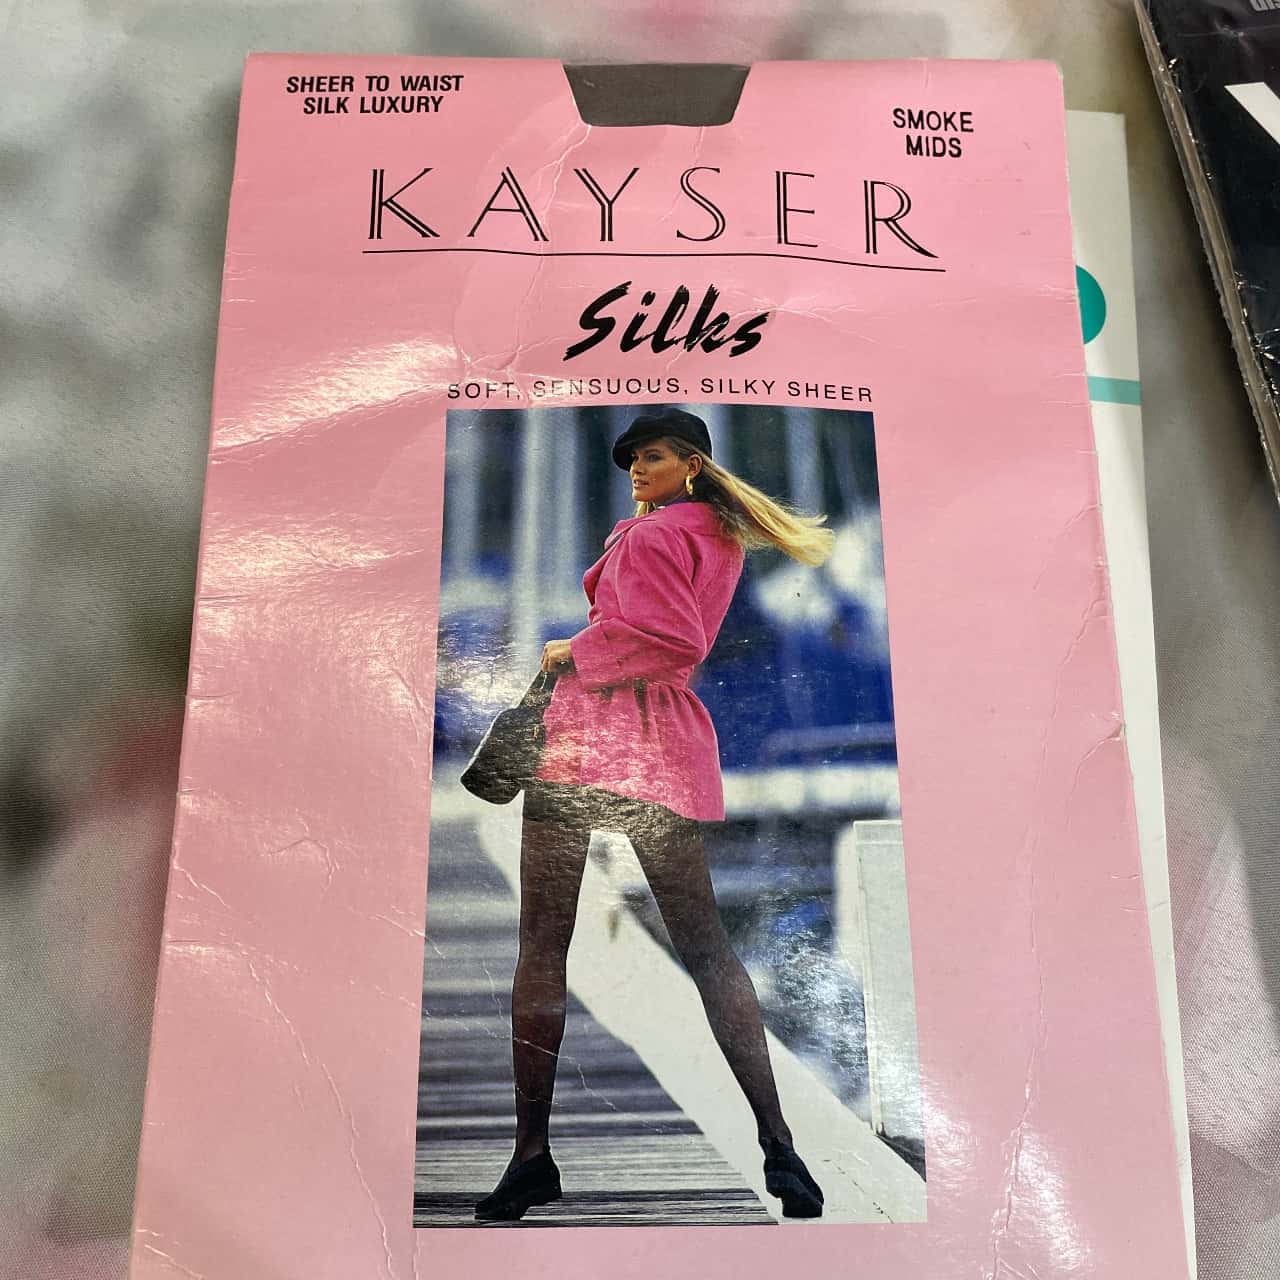 SHEER TO WAIST
SILK LUXURY
SMOKE
MIDS
KAYSER
Silks
SOFT, SENSUOUS, SILKY SHEER